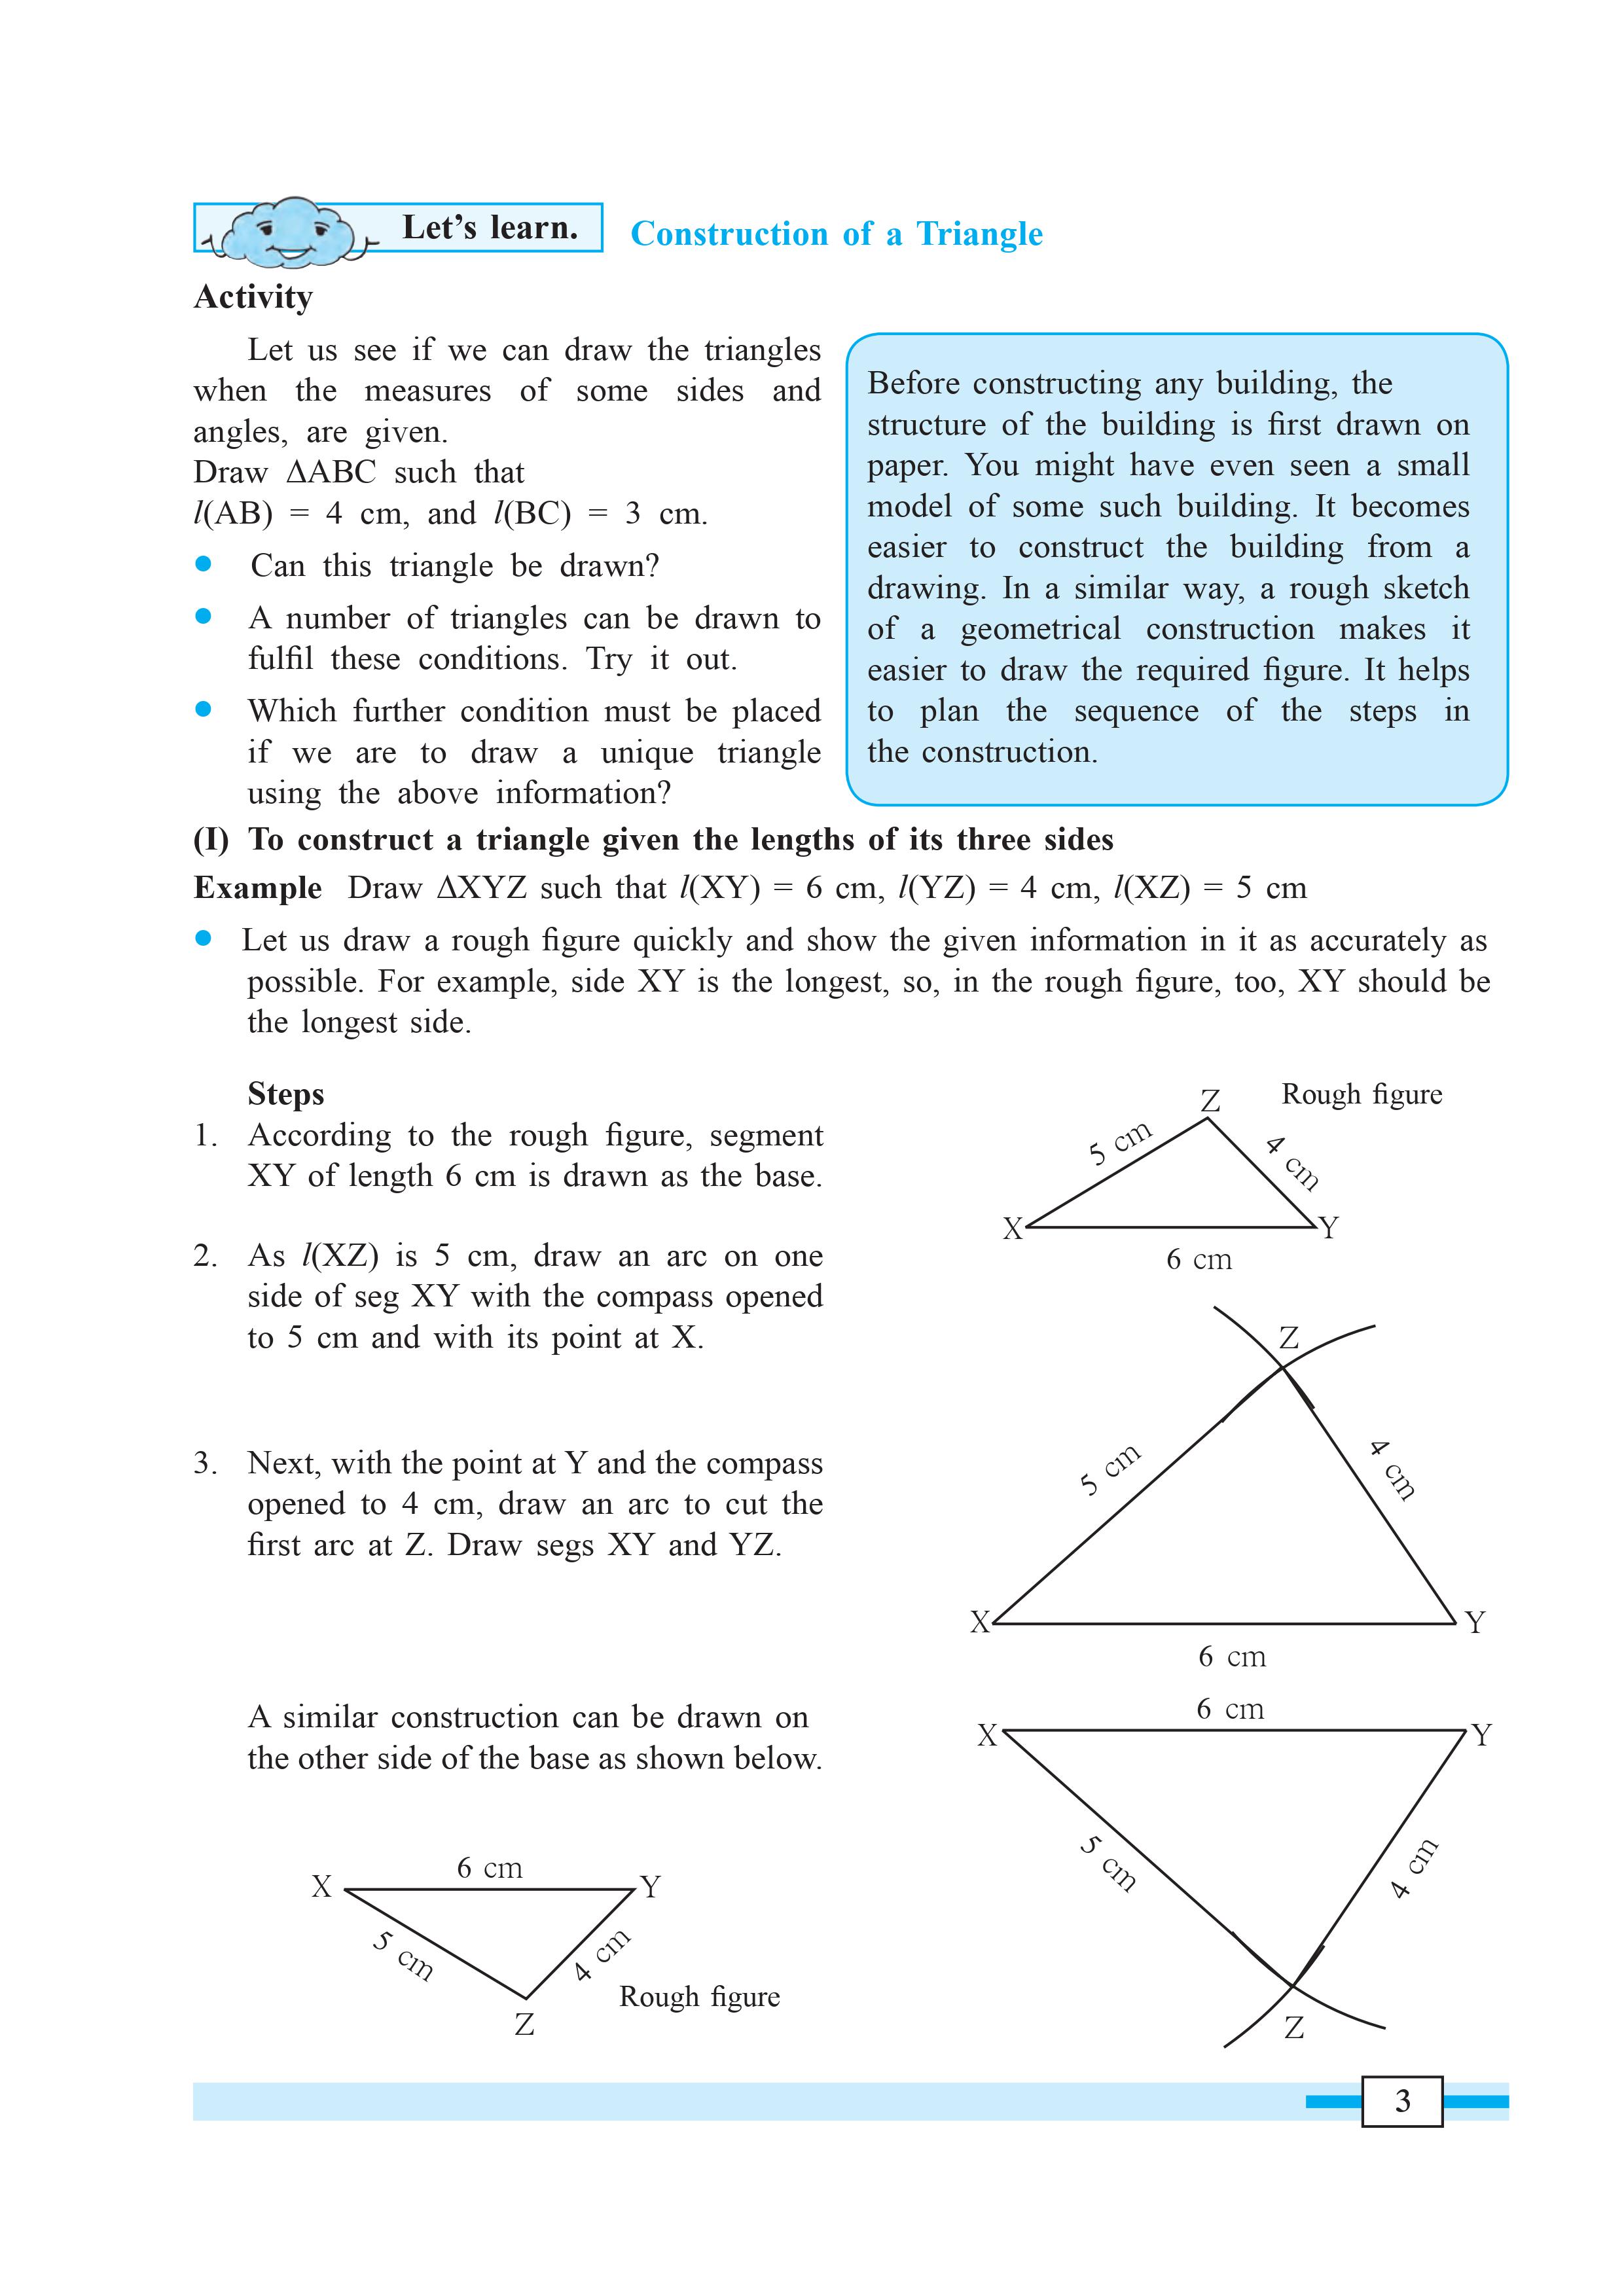 Let’s learn.
Construction of a Triangle
Activity
Let us see if we can draw the triangles
when the measures of some sides and
angles, are given.
Draw ΔABC such that
l(AB) = 4 cm, and l(BC) = 3 cm.
• Can this triangle be drawn?
• A number of triangles can be drawn to
fulfil these conditions. Try it out.
• Which further condition must be placed
if we are to draw a unique triangle
using the above information?
Before constructing any building, the
structure of the building is first drawn on
paper. You might have even seen a small
model of some such building. It becomes
easier to construct the building from a
drawing. In a similar way, a rough sketch
of a geometrical construction makes it
easier to draw the required figure. It helps
to plan the sequence of the steps in
the construction.
(I) To construct a triangle given the lengths of its three sides
Example Draw ΔXYZ such that l(XY) = 6 cm, l(YZ) = 4 cm, l(XZ) = 5 cm
• Let us draw a rough figure quickly and show the given information in it as accurately as
possible. For example, side XY is the longest, so, in the rough figure, too, XY should be
the longest side.
Steps
1. According to the rough figure, segment
XY of length 6 cm is drawn as the base.
2. As l(XZ) is 5 cm, draw an arc on one
side of seg XY with the compass opened
to 5 cm and with its point at X.
3. Next, with the point at Y and the compass
opened to 4 cm, draw an arc to cut the
first arc at Z. Draw segs XY and YZ.
A similar construction can be drawn on
the other side of the base as shown below.
Z
Rough figure
5 cm
4 cm
X
Y
6 cm
Z
5 cm
4 cm
X
Y
6 cm
6 cm
X
Y
5 cm
4 cm
Z
6 cm
X
Y
5 cm
4 cm
Rough figure
Z
3